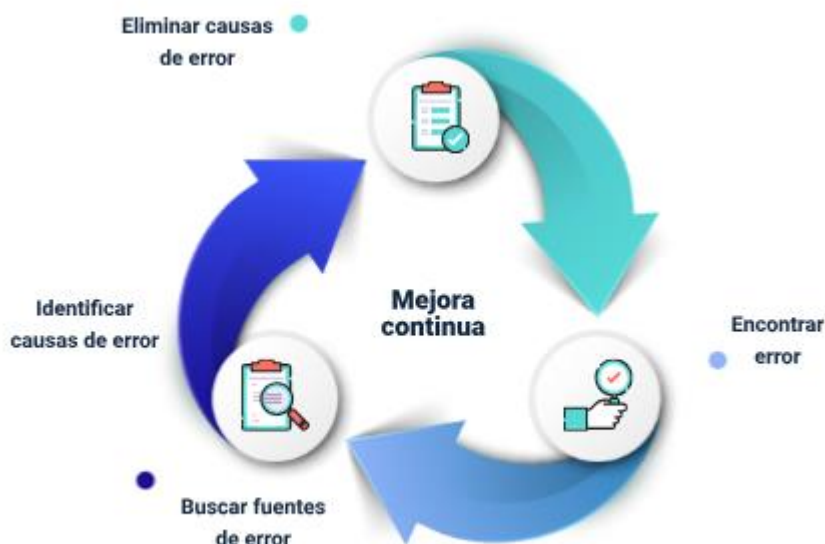 Eliminar causas
de error
Mejora
continua
Encontrar
error
Identificar
causas de error
Buscar fuentes
de error